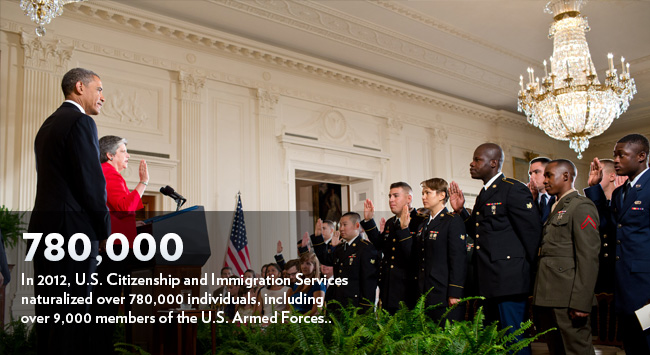 780,000
In 2012, U.S. Citizenship and Immigration Services
naturalized over 780,000 individuals, including
over 9,000 members of the U.S. Armed Forces..